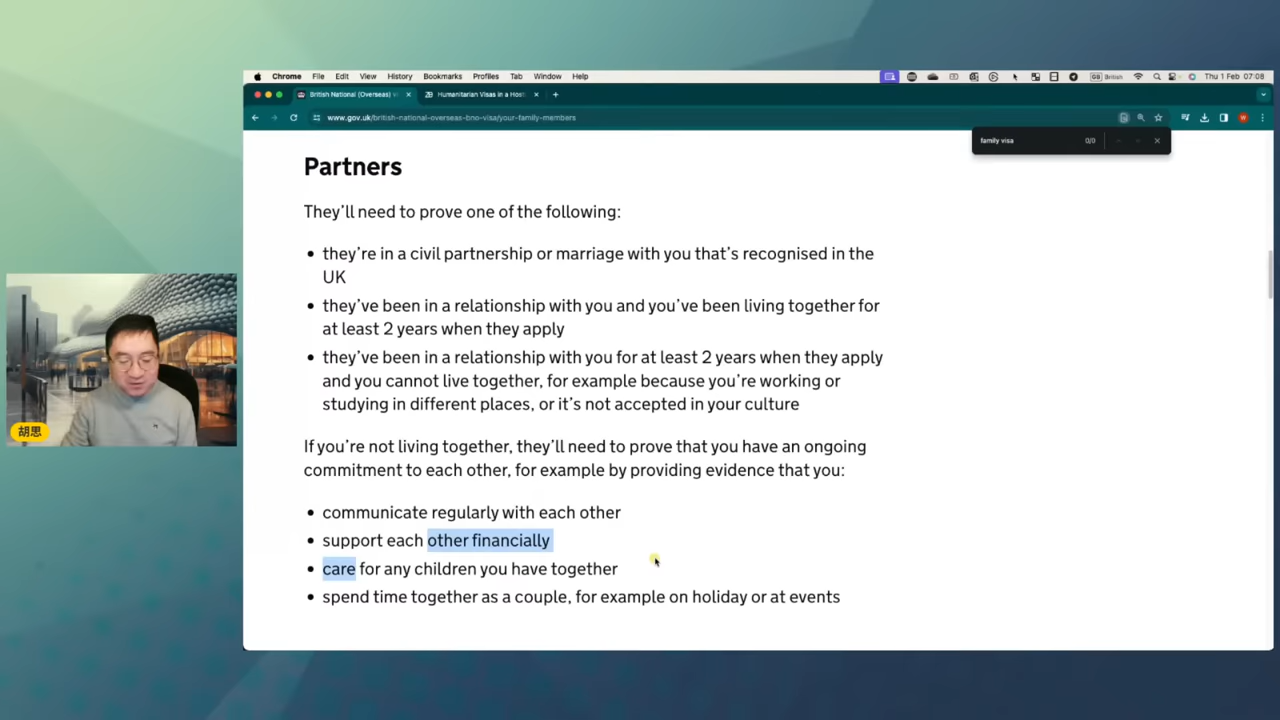 Chrome File Edit View History Bookmarks Profiles Tab Window Help
British Thu 1 Feb 07:08
British National (Overseas) vi
Humanitarian Visas in a Host
www.gov.uk/british-national-overseas-bno-visa/your-family-members
family visa 0/0
Partners
They'll need to prove one of the following:
• they're in a civil partnership or marriage with you that's recognised in the
UK
• they've been in a relationship with you and you've been living together for
at least 2 years when they apply
• they've been in a relationship with you for at least 2 years when they apply
and you cannot live together, for example because you're working or
studying in different places, or it's not accepted in your culture
If you're not living together, they'll need to prove that you have an ongoing
commitment to each other, for example by providing evidence that you:
• communicate regularly with each other
• support each other financially
• care for any children you have together
• spend time together as a couple, for example on holiday or at events
胡思